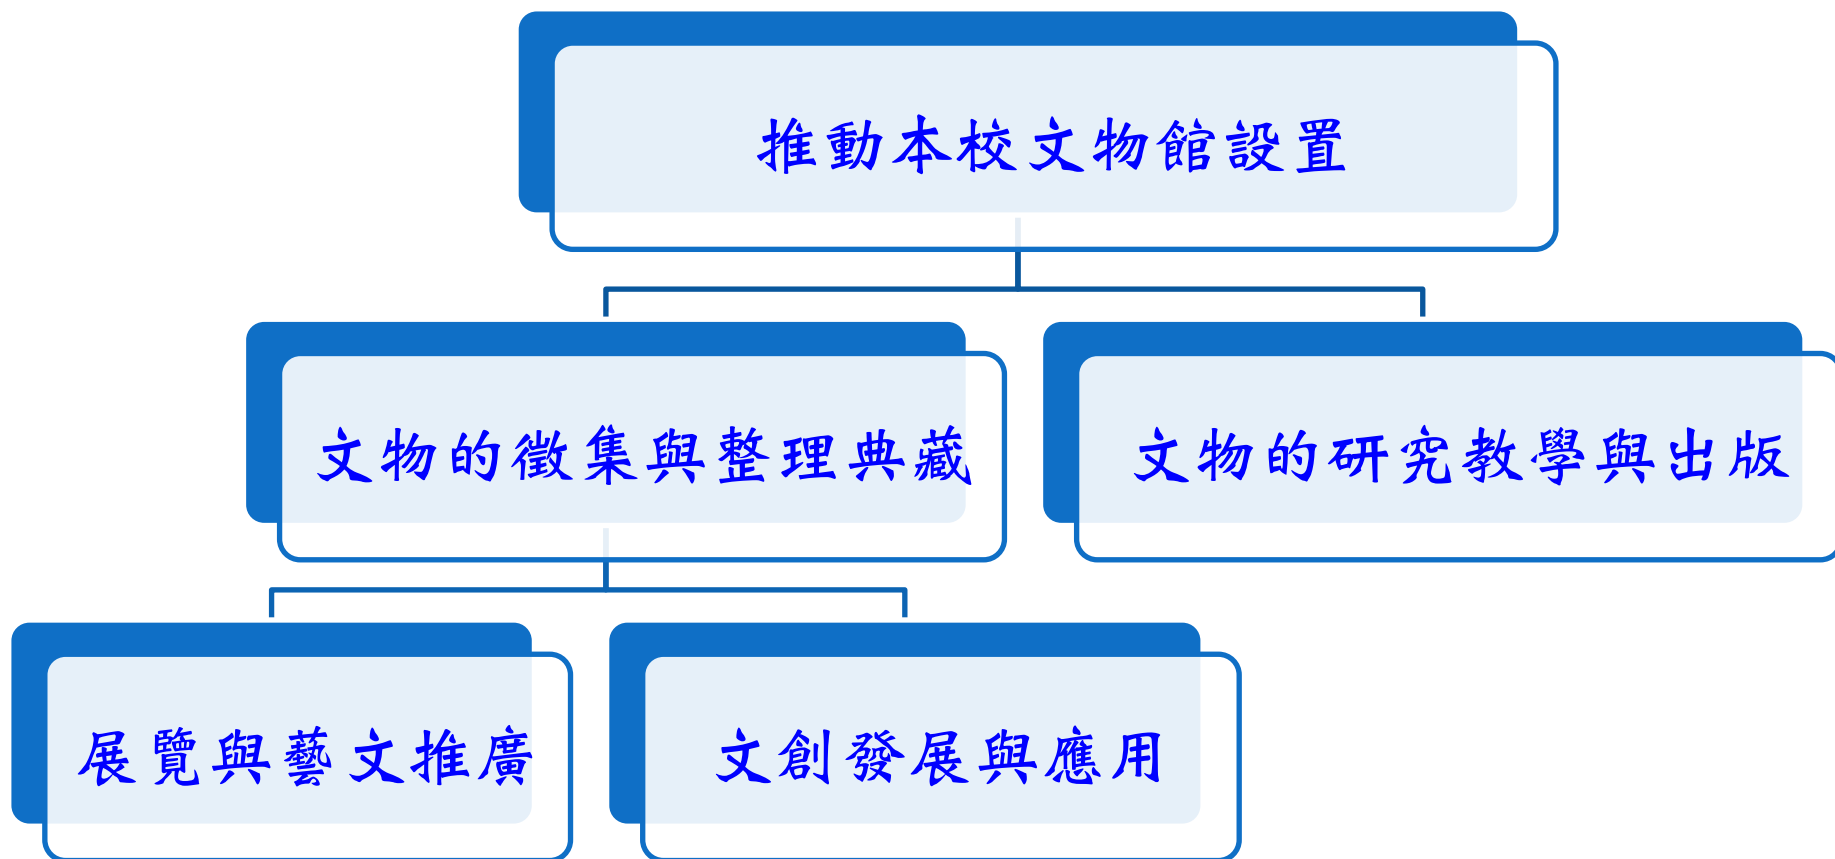 推動本校文物館設置
文物的徵集與整理典藏
文物的研究教學與出版
展覽與藝文推廣
文創發展與應用